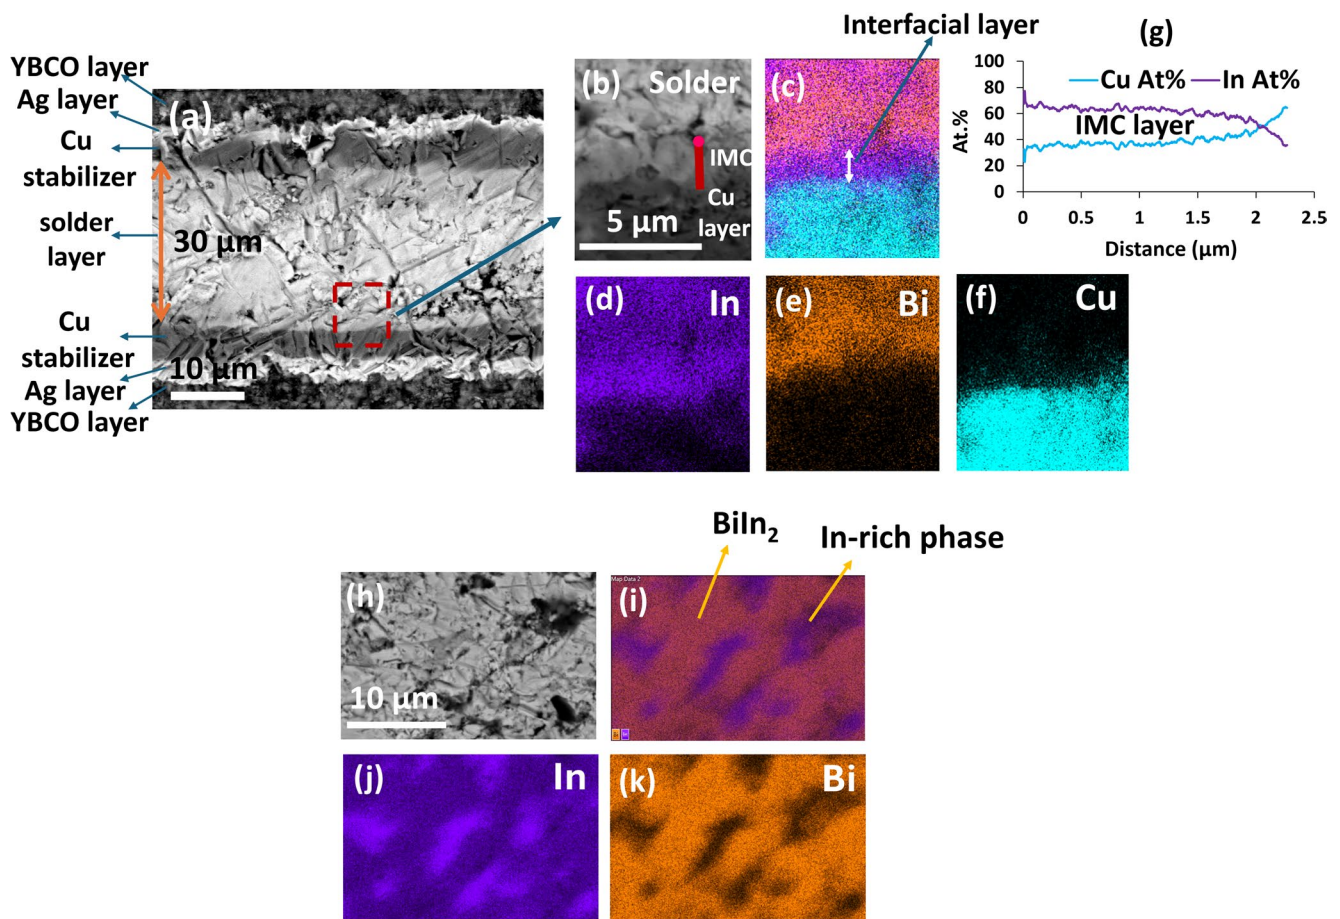 YBCO layer
Ag layer
Cu
stabilizer
solder
layer
Cu
stabilizer
Ag layer
YBCO layer
(a)
30 μm
10 μm
(b)
Solder
IMC
Cu
layer
5 μm
Interfacial layer
(c)
(g)
Cu At%
In At%
IMC layer
At.%
100
80
60
40
20
0
0
0.5
1
1.5
2
2.5
Distance (μm)
(d)
In
(e)
Bi
(f)
Cu
BiIn₂
In-rich phase
(h)
10 μm
Map Data 2
(i)
(j)
In
(k)
Bi